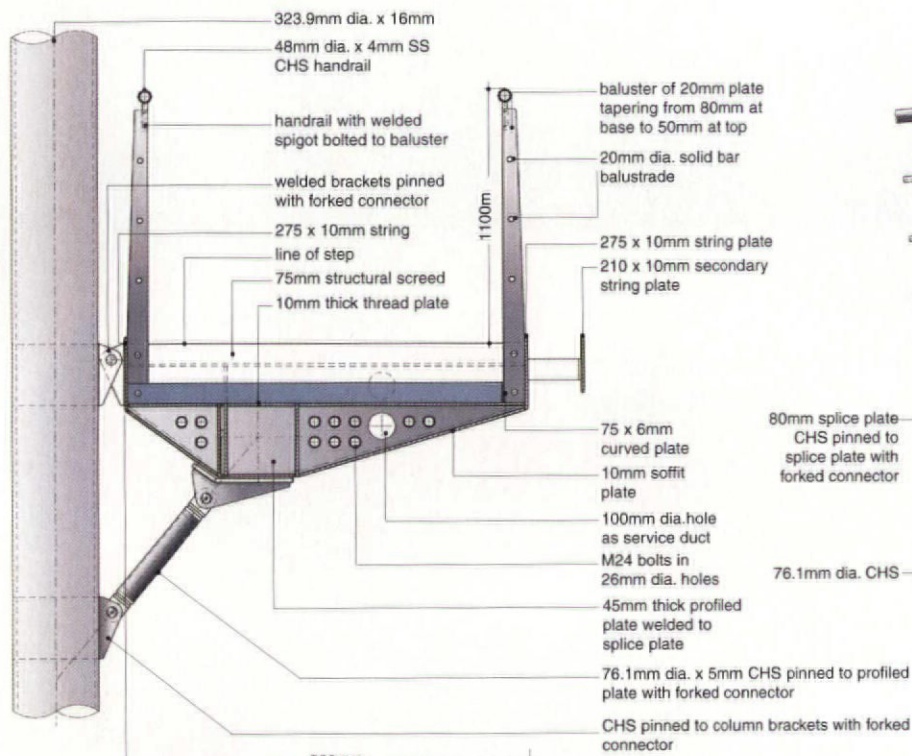 323.9mm dia. x 16mm
48mm dia. x 4mm SS
CHS handrail
handrail with welded
spigot bolted to baluster
welded brackets pinned
with forked connector
275 x 10mm string
line of step
75mm structural screed
10mm thick thread plate
1100m
baluster of 20mm plate
tapering from 80mm at
base to 50mm at top
20mm dia. solid bar
balustrade
275 x 10mm string plate
210 x 10mm secondary
string plate
75 x 6mm
curved plate
10mm soffit
plate
100mm dia.hole
as service duct
M24 bolts in
26mm dia. holes
45mm thick profiled
plate welded to
splice plate
76.1mm dia. x 5mm CHS pinned to profiled
plate with forked connector
CHS pinned to column brackets with forked
connector
80mm splice plate
CHS pinned to
splice plate with
forked connector
76.1mm dia. CHS